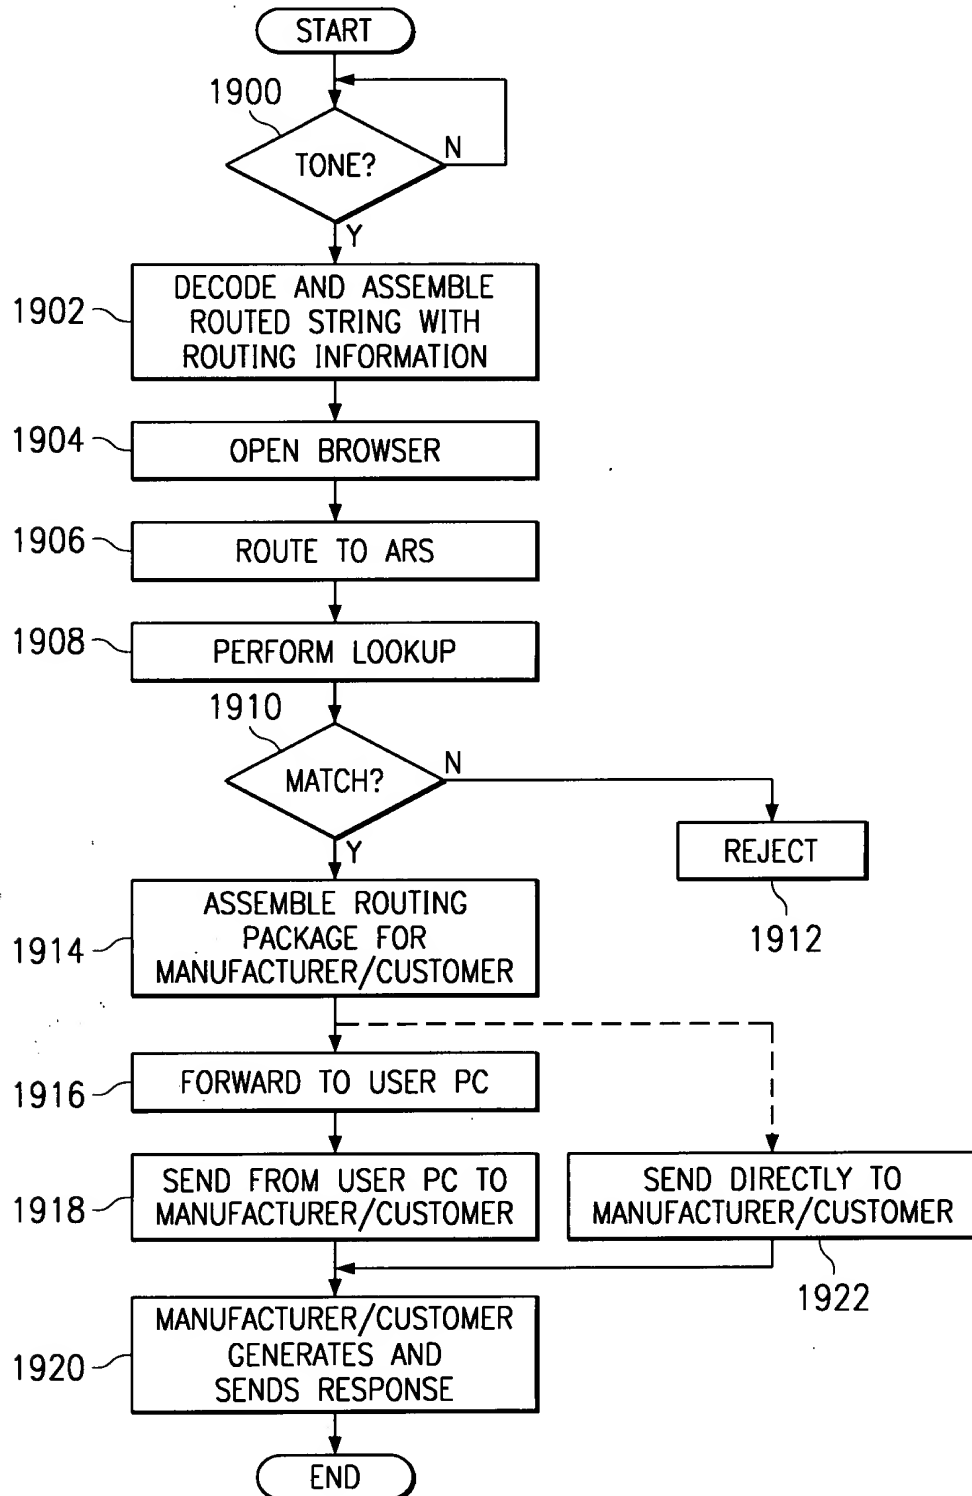 START
1900
TONE?
N
Y
1902
DECODE AND ASSEMBLE
ROUTED STRING WITH
ROUTING INFORMATION
1904
OPEN BROWSER
1906
ROUTE TO ARS
1908
PERFORM LOOKUP
1910
MATCH?
N
Y
REJECT
1912
1914
ASSEMBLE ROUTING
PACKAGE FOR
MANUFACTURER/CUSTOMER
1916
FORWARD TO USER PC
1918
SEND FROM USER PC TO
MANUFACTURER/CUSTOMER
SEND DIRECTLY TO
MANUFACTURER/CUSTOMER
1922
1920
MANUFACTURER/CUSTOMER
GENERATES AND
SENDS RESPONSE
END